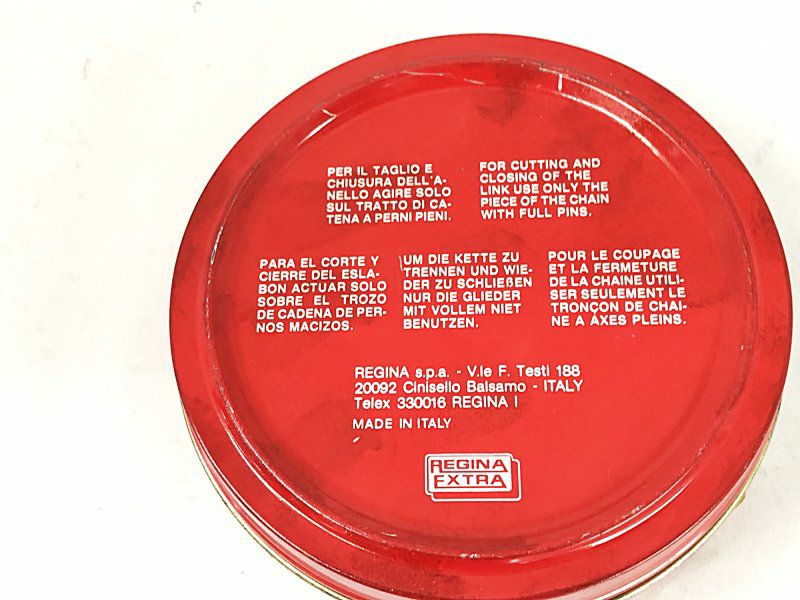 PER IL TAGLIO E
CHIUSURA DELL'A-
NELLO AGIRE SOLO
SUL TRATTO DI CA-
TENA A PERNI PIENI.
FOR CUTTING AND
CLOSING OF THE
LINK USE ONLY THE
PIECE OF THE CHAIN
WITH FULL PINS.
PARA EL CORTE Y
CIERRE DEL ESLA-
BON ACTUAR SOLO
SOBRE EL TROZO
DE CADENA DE PER-
NOS MACIZOS.
UM DIE KETTE ZU
TRENNEN UND WIE-
DER ZU SCHLIEßEN
NUR DIE GLIEDER
MIT VOLLEM NIET
BENUTZEN.
POUR LE COUPAGE
ET LA FERMETURE
DE LA CHAINE UTILI-
SER SEULEMENT LE
TRONÇON DE CHAI-
NE A AXES PLEINS.
REGINA s.p.a. - V.le F. Testi 188
20092 Cinisello Balsamo - ITALY
Telex 330016 REGINA I
MADE IN ITALY
REGINA
EXTRA